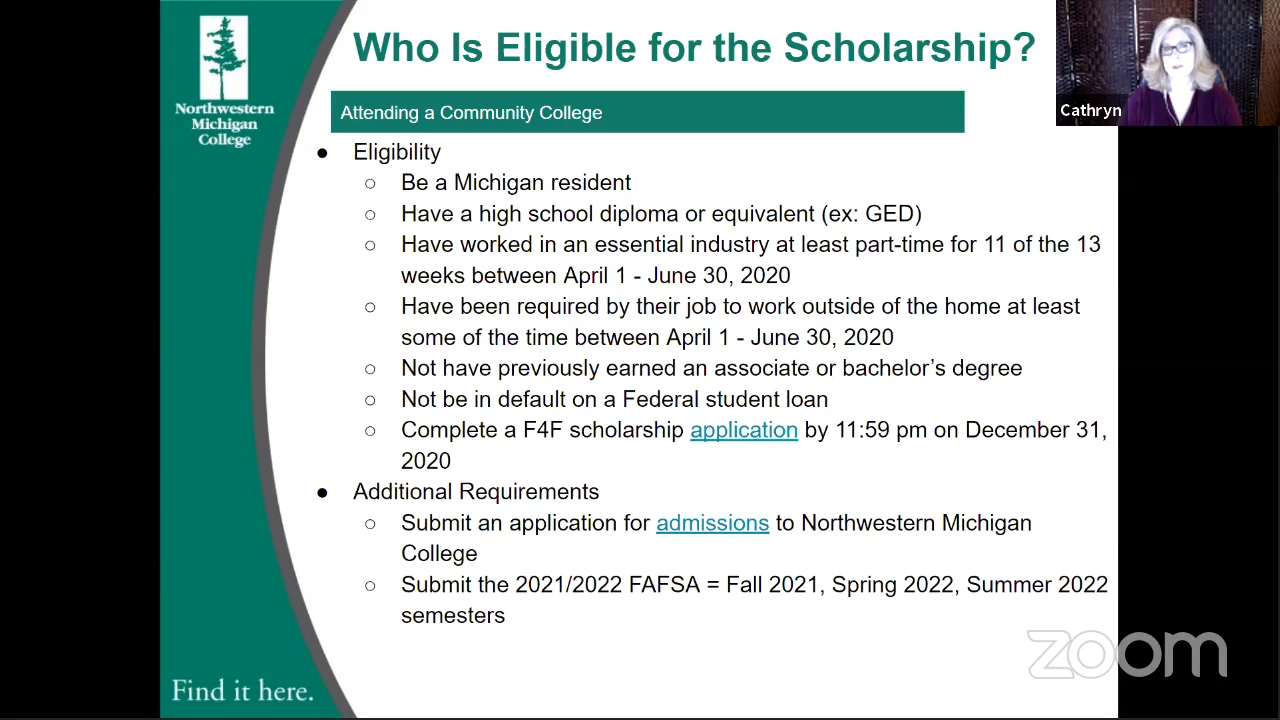 Northwestern
Michigan
College
Who Is Eligible for the Scholarship?
Cathryn
Attending a Community College
● Eligibility
○ Be a Michigan resident
○ Have a high school diploma or equivalent (ex: GED)
○ Have worked in an essential industry at least part-time for 11 of the 13
weeks between April 1 - June 30, 2020
○ Have been required by their job to work outside of the home at least
some of the time between April 1 - June 30, 2020
○ Not have previously earned an associate or bachelor’s degree
○ Not be in default on a Federal student loan
○ Complete a F4F scholarship application by 11:59 pm on December 31,
2020
● Additional Requirements
○ Submit an application for admissions to Northwestern Michigan
College
○ Submit the 2021/2022 FAFSA = Fall 2021, Spring 2022, Summer 2022
semesters
Find it here.
zoom